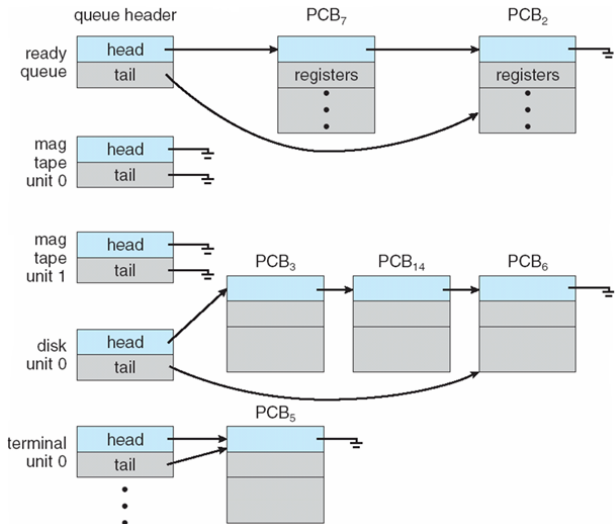 queue header PCB₇ PCB₂
ready queue
head
tail
registers
registers
mag tape unit 0
head
tail
mag tape unit 1
head
tail
PCB₃ PCB₁₄ PCB₆
disk unit 0
head
tail
PCB₅
terminal unit 0
head
tail